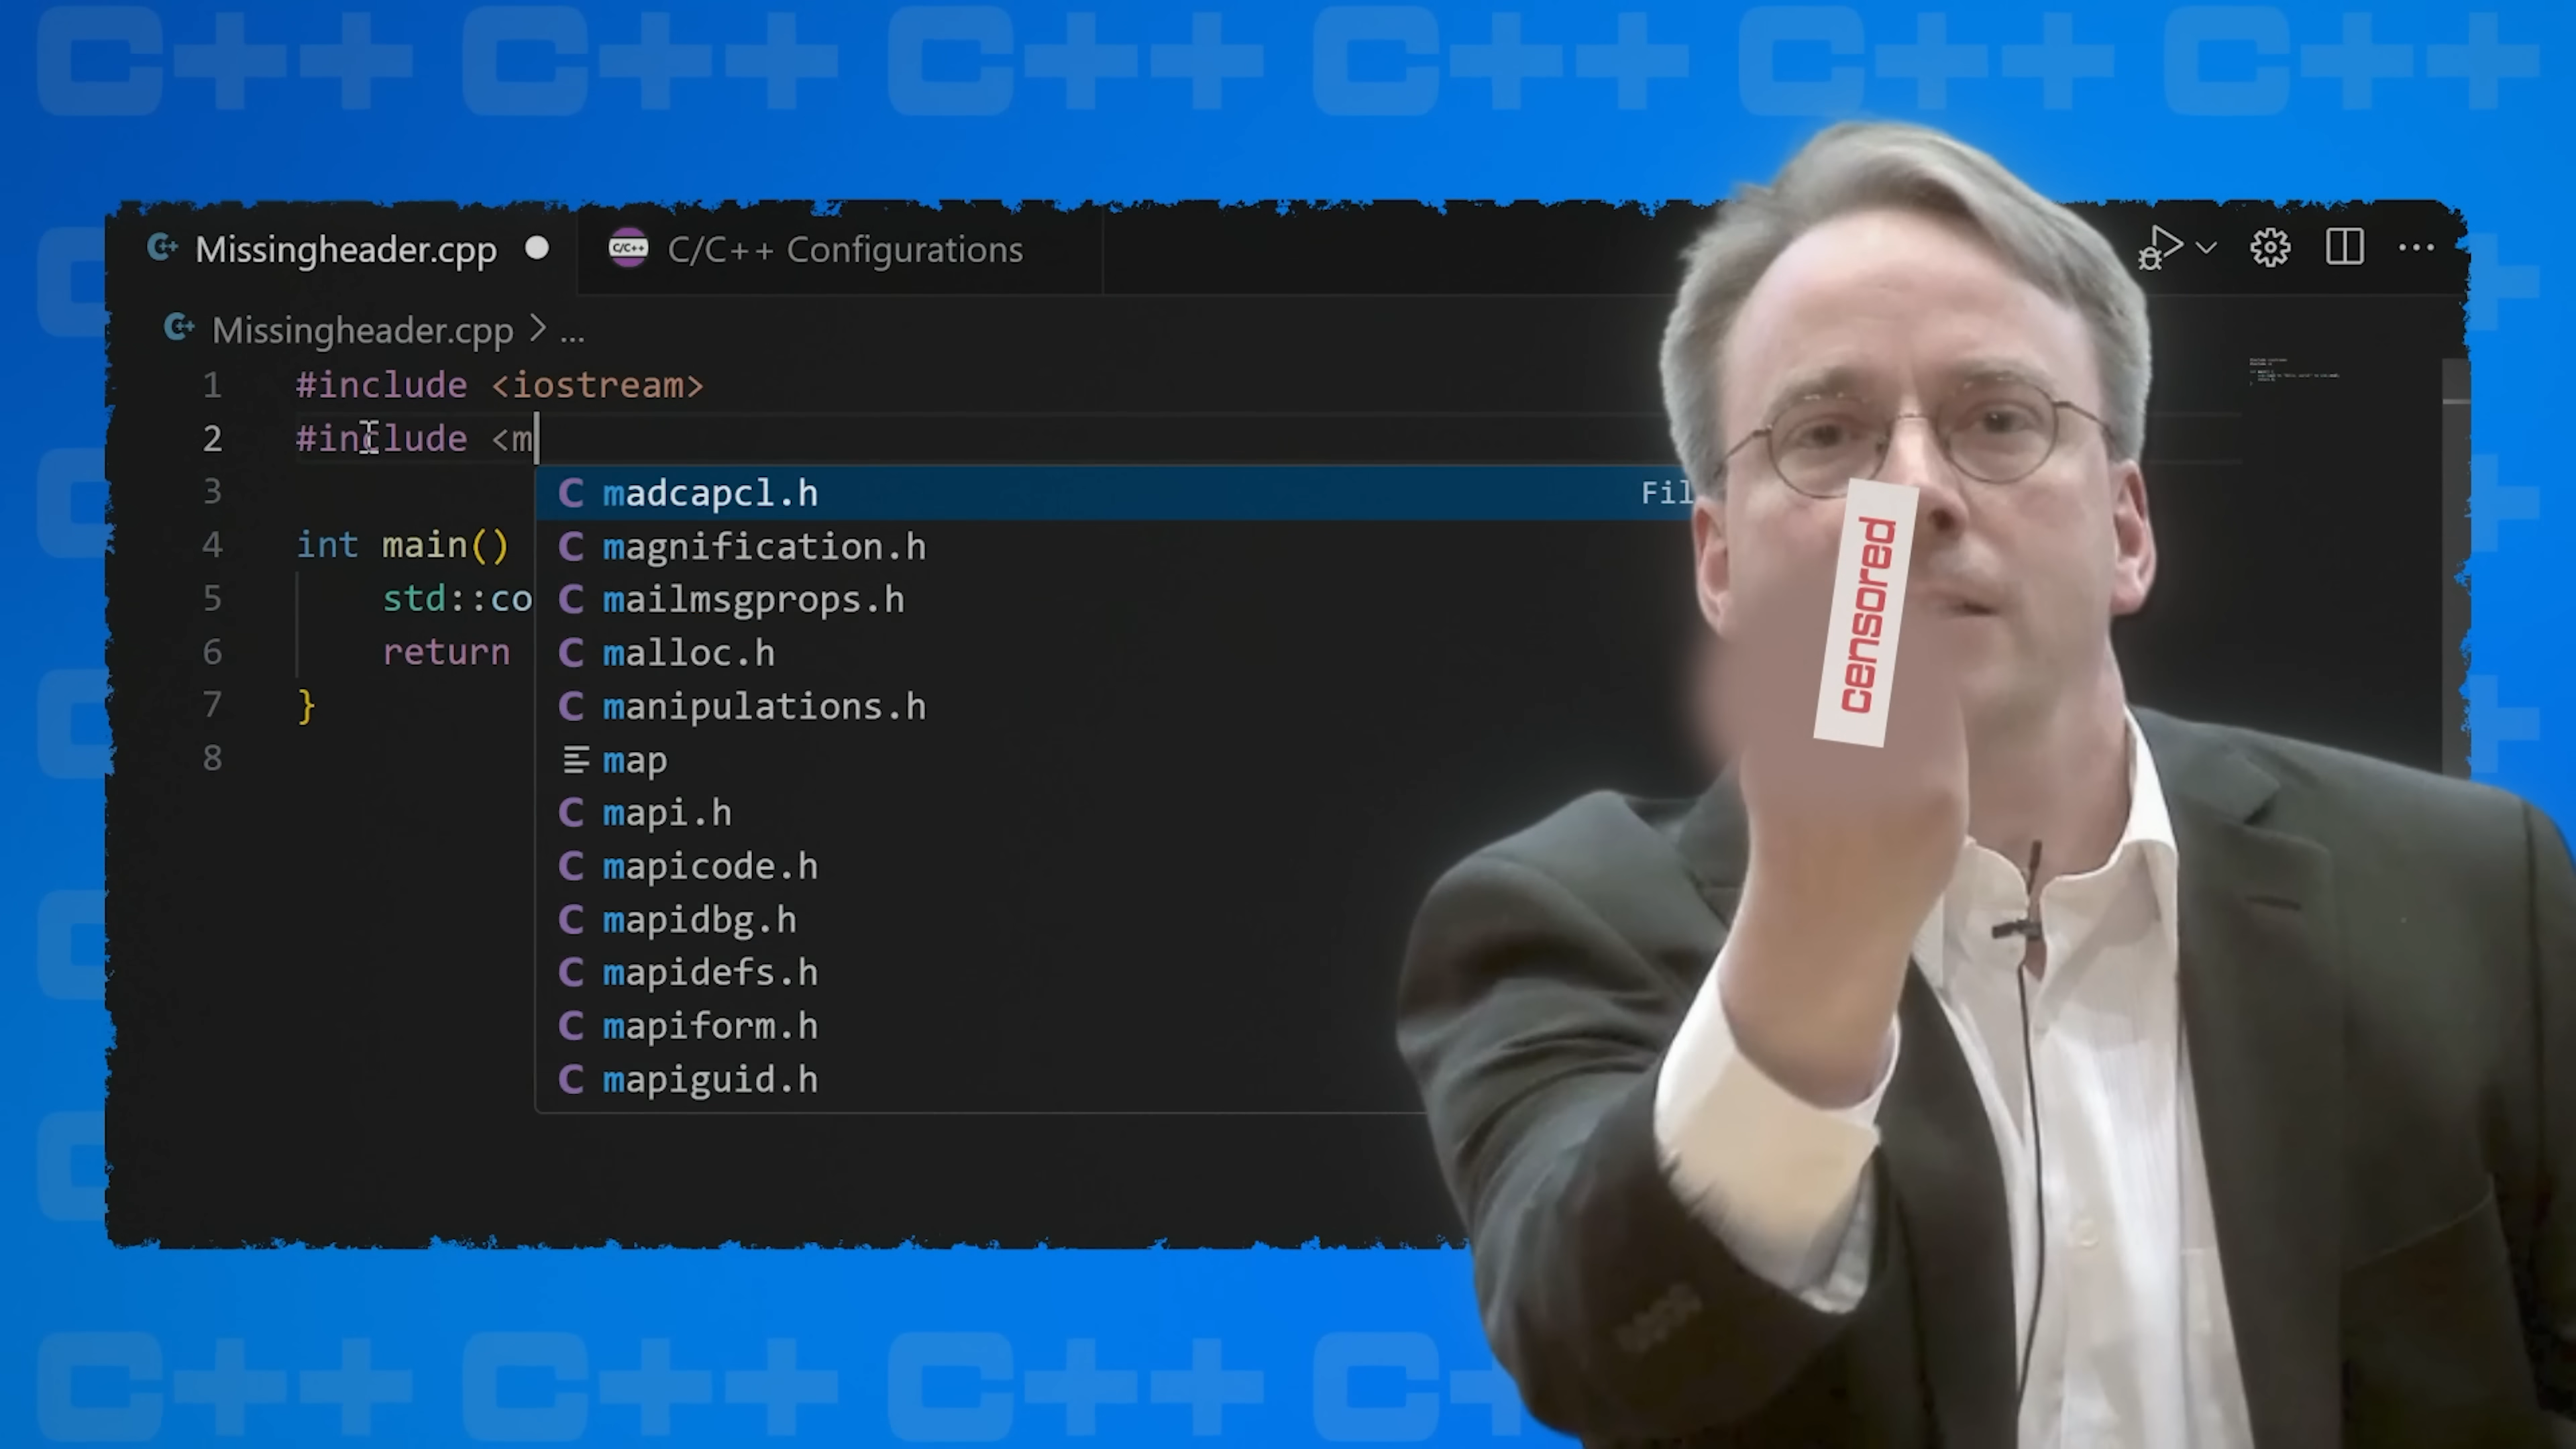 C++ C++ C++ C++ C++ C++
Missingheader.cpp
C/C++ C/C++ Configurations
Missingheader.cpp > ...
1 #include <iostream>
2 #include <m
3
4 int main()
5 std::co
6 return
7 }
8
madcapcl.h Fil
magnification.h
mailmsgprops.h
malloc.h
manipulations.h
map
mapi.h
mapicode.h
mapidbg.h
mapidefs.h
mapiform.h
mapiguid.h
censored
C++ C++ C++ C+